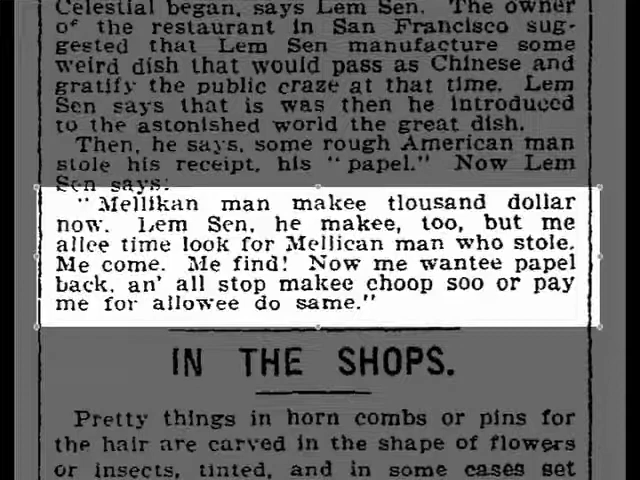 Celestial began, says Lem Sen. The owner
of the restaurant in San Francisco sug-
gested that Lem Sen manufacture some
weird dish that would pass as Chinese and
gratify the public craze at that time. Lem
Sen says that is was then he introduced
to the astonished world the great dish.
Then, he says, some rough American man
stole his receipt, his "papel." Now Lem
Sen says:
"Mellikan man makee tlousand dollar
now. Lem Sen, he makee, too, but me
allee time look for Mellican man who stole.
Me come. Me find! Now me wantee papel
back, an' all stop makee choop soo or pay
me for allowee do same."
IN THE SHOPS.
Pretty things in horn combs or pins for
the hair are carved in the shape of flowers
or insects, tinted, and in some cases set